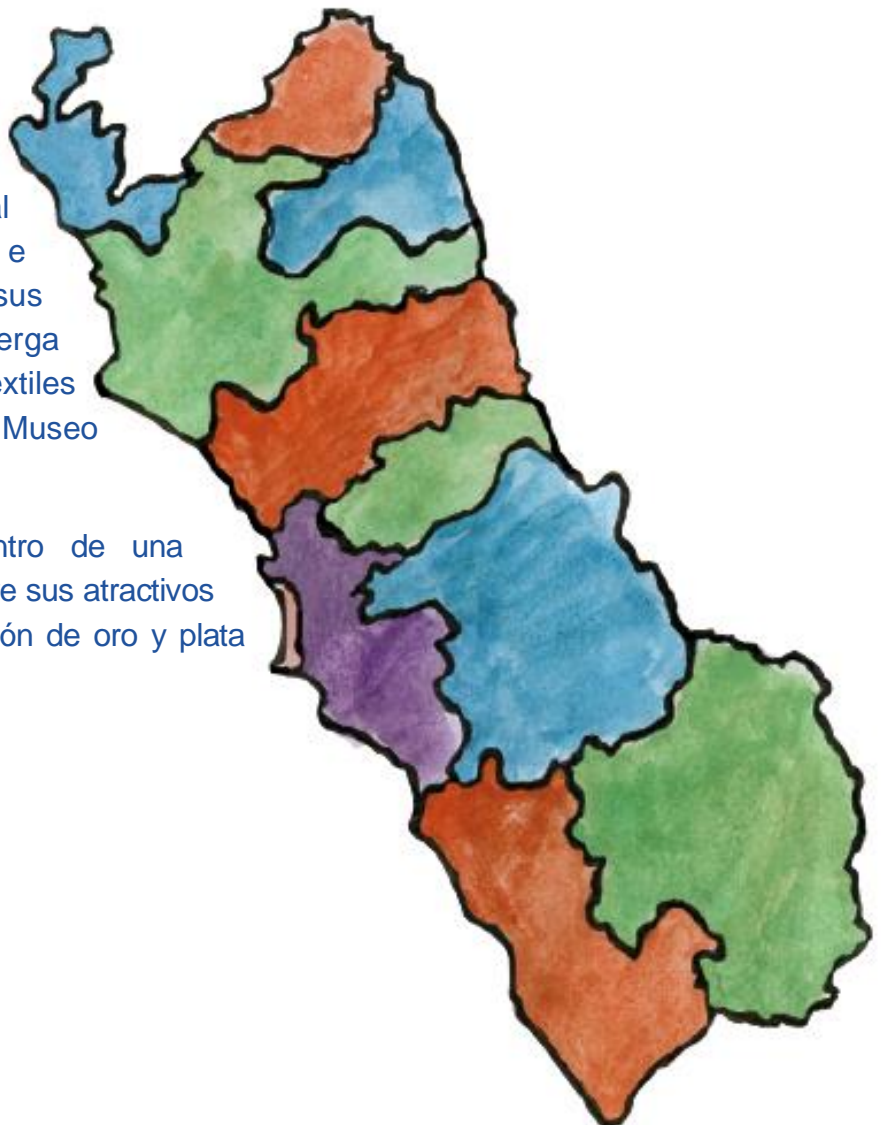 al
e
sus
erga
extiles
Museo
ntro de una
e sus atractivos
ón de oro y plata